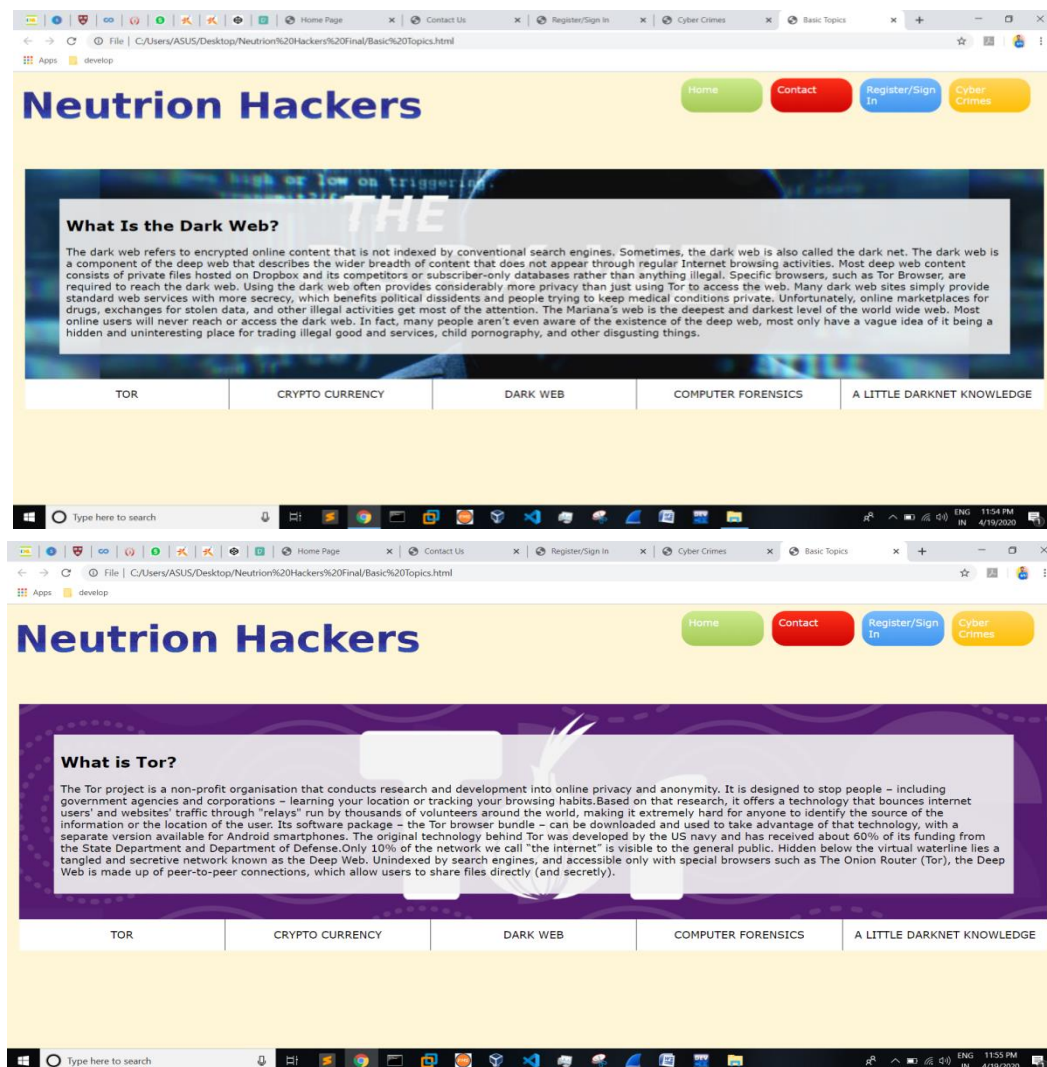 Home Page
Contact Us
Register/Sign In
Cyber Crimes
Basic Topics
File | C:/Users/ASUS/Desktop/Neutrion%20Hackers%20Final/Basic%20Topics.html
Apps develop
Neutrion Hackers
Home
Contact
Register/Sign
In
Cyber
Crimes
high or low on triggering.
THE
What Is the Dark Web?
The dark web refers to encrypted online content that is not indexed by conventional search engines. Sometimes, the dark web is also called the dark net. The dark web is
a component of the deep web that describes the wider breadth of content that does not appear through regular Internet browsing activities. Most deep web content
consists of private files hosted on Dropbox and its competitors or subscriber-only databases rather than anything illegal. Specific browsers, such as Tor Browser, are
required to reach the dark web. Using the dark web often provides considerably more privacy than just using Tor to access the web. Many dark web sites simply provide
standard web services with more secrecy, which benefits political dissidents and people trying to keep medical conditions private. Unfortunately, online marketplaces for
drugs, exchanges for stolen data, and other illegal activities get most of the attention. The Mariana's web is the deepest and darkest level of the world wide web. Most
online users will never reach or access the dark web. In fact, many people aren't even aware of the existence of the deep web, most only have a vague idea of it being a
hidden and uninteresting place for trading illegal good and services, child pornography, and other disgusting things.
TOR
CRYPTO CURRENCY
DARK WEB
COMPUTER FORENSICS
A LITTLE DARKNET KNOWLEDGE
Type here to search
ENG 11:54 PM
IN 4/19/2020
Home Page
Contact Us
Register/Sign In
Cyber Crimes
Basic Topics
File | C:/Users/ASUS/Desktop/Neutrion%20Hackers%20Final/Basic%20Topics.html
Apps develop
Neutrion Hackers
Home
Contact
Register/Sign
In
Cyber
Crimes
Tor
What is Tor?
The Tor project is a non-profit organisation that conducts research and development into online privacy and anonymity. It is designed to stop people – including
government agencies and corporations – learning your location or tracking your browsing habits.Based on that research, it offers a technology that bounces internet
users' and websites' traffic through "relays" run by thousands of volunteers around the world, making it extremely hard for anyone to identify the source of the
information or the location of the user. Its software package – the Tor browser bundle – can be downloaded and used to take advantage of that technology, with a
separate version available for Android smartphones. The original technology behind Tor was developed by the US navy and has received about 60% of its funding from
the State Department and Department of Defense.Only 10% of the network we call "the internet" is visible to the general public. Hidden below the virtual waterline lies a
tangled and secretive network known as the Deep Web. Unindexed by search engines, and accessible only with special browsers such as The Onion Router (Tor), the Deep
Web is made up of peer-to-peer connections, which allow users to share files directly (and secretly).
TOR
CRYPTO CURRENCY
DARK WEB
COMPUTER FORENSICS
A LITTLE DARKNET KNOWLEDGE
Type here to search
ENG 11:55 PM
IN 4/19/2020